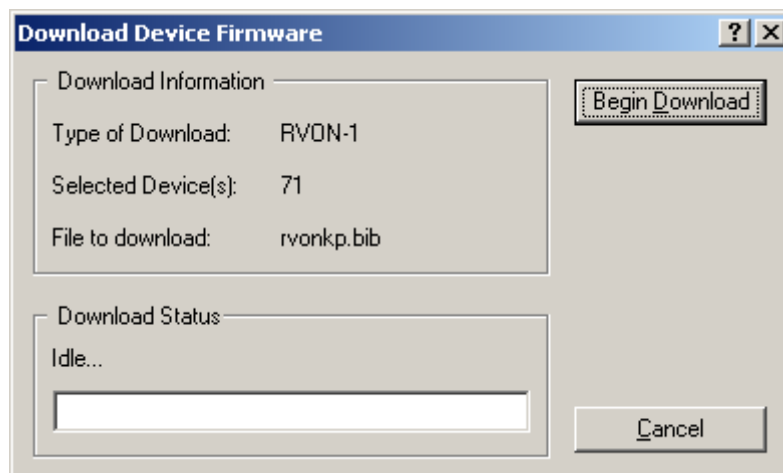 Download Device Firmware
Download Information
Type of Download: RVON-1
Selected Device(s): 71
File to download: rvonkp.bib
Begin Download
Download Status
Idle...
Cancel